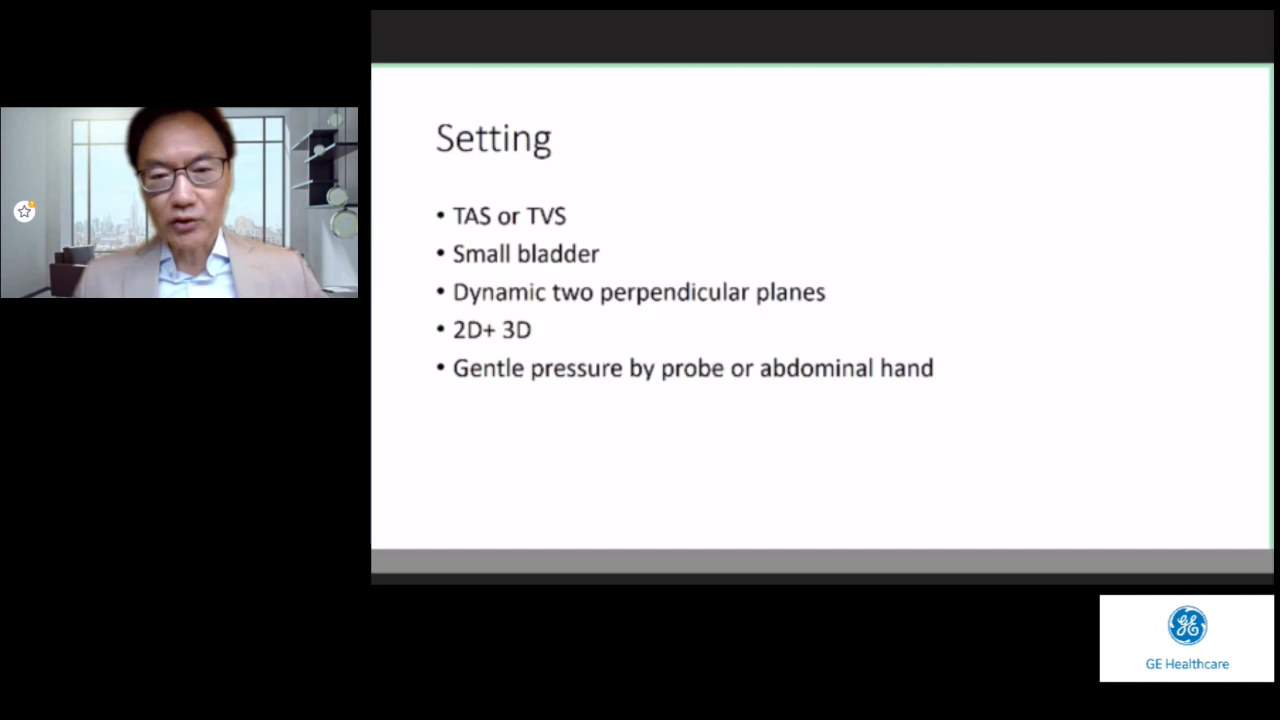 Setting
• TAS or TVS
• Small bladder
• Dynamic two perpendicular planes
• 2D+ 3D
• Gentle pressure by probe or abdominal hand
GE
GE Healthcare